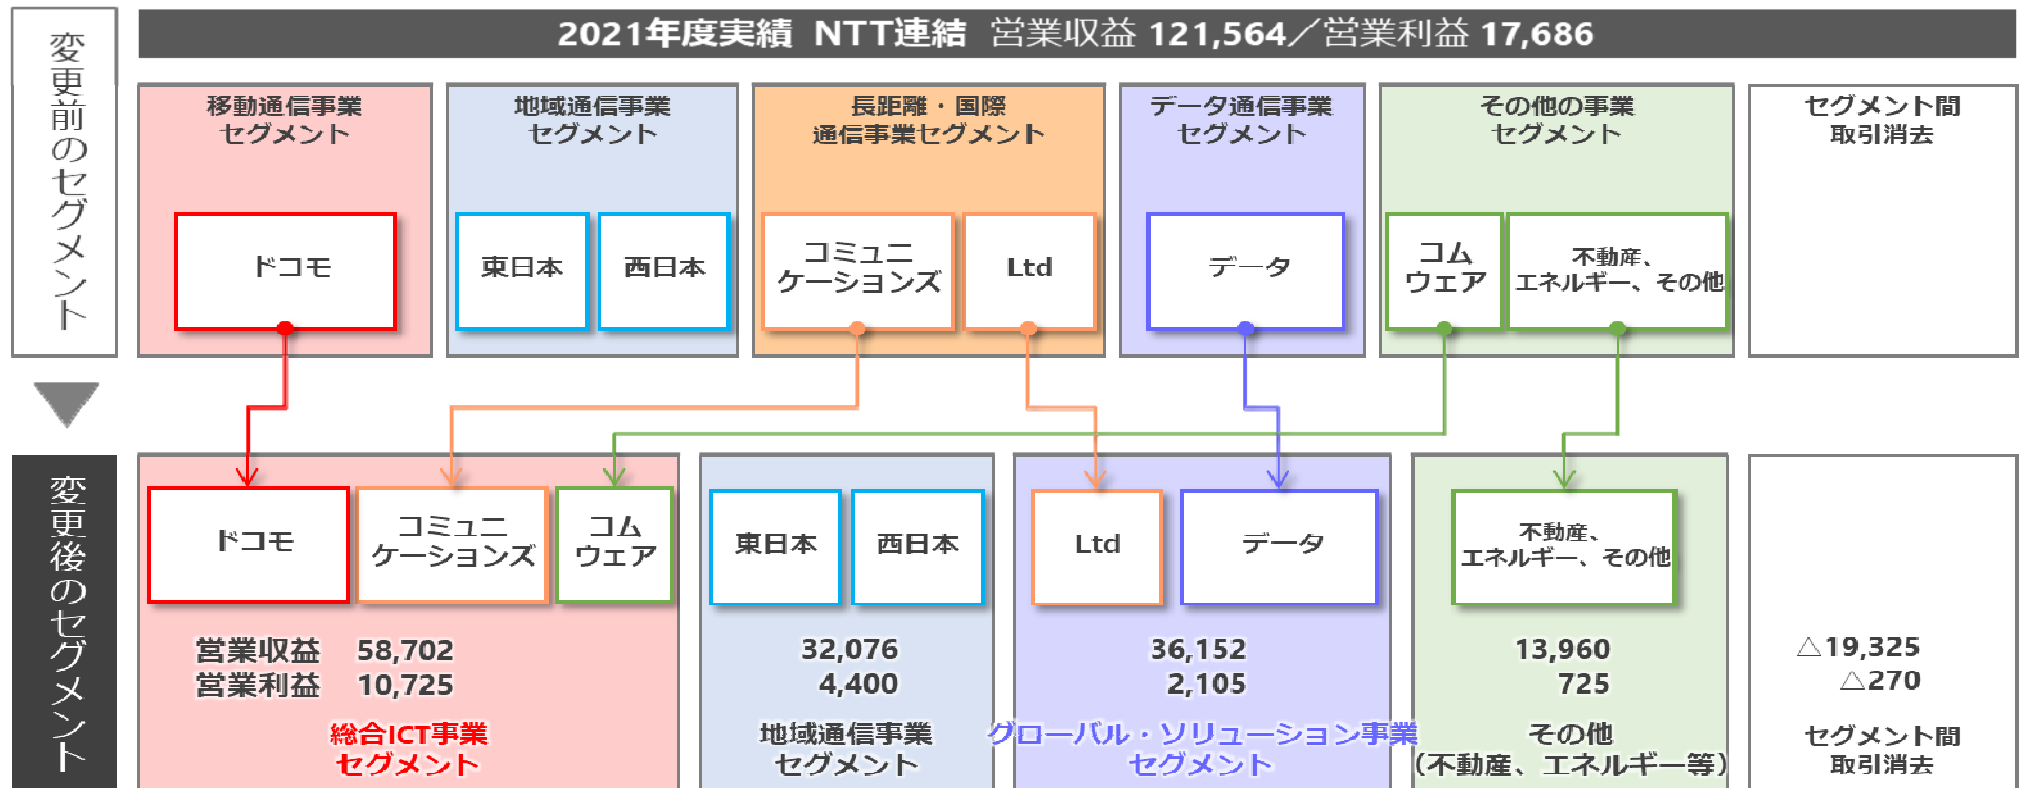 変更前のセグメント
2021年度実績 NTT連結 営業収益 121,564／営業利益 17,686
移動通信事業
セグメント
地域通信事業
セグメント
長距離・国際
通信事業セグメント
データ通信事業
セグメント
その他の事業
セグメント
セグメント間
取引消去
ドコモ
東日本
西日本
コミュニ
ケーションズ
Ltd
データ
コム
ウェア
不動産、
エネルギー、その他
変更後のセグメント
ドコモ
コミュニ
ケーションズ
コム
ウェア
東日本
西日本
Ltd
データ
不動産、
エネルギー、その他
営業収益 58,702
営業利益 10,725
総合ICT事業
セグメント
32,076
4,400
地域通信事業
セグメント
36,152
2,105
グローバル・ソリューション事業
セグメント
13,960
725
その他
（不動産、エネルギー等）
△19,325
△270
セグメント間
取引消去